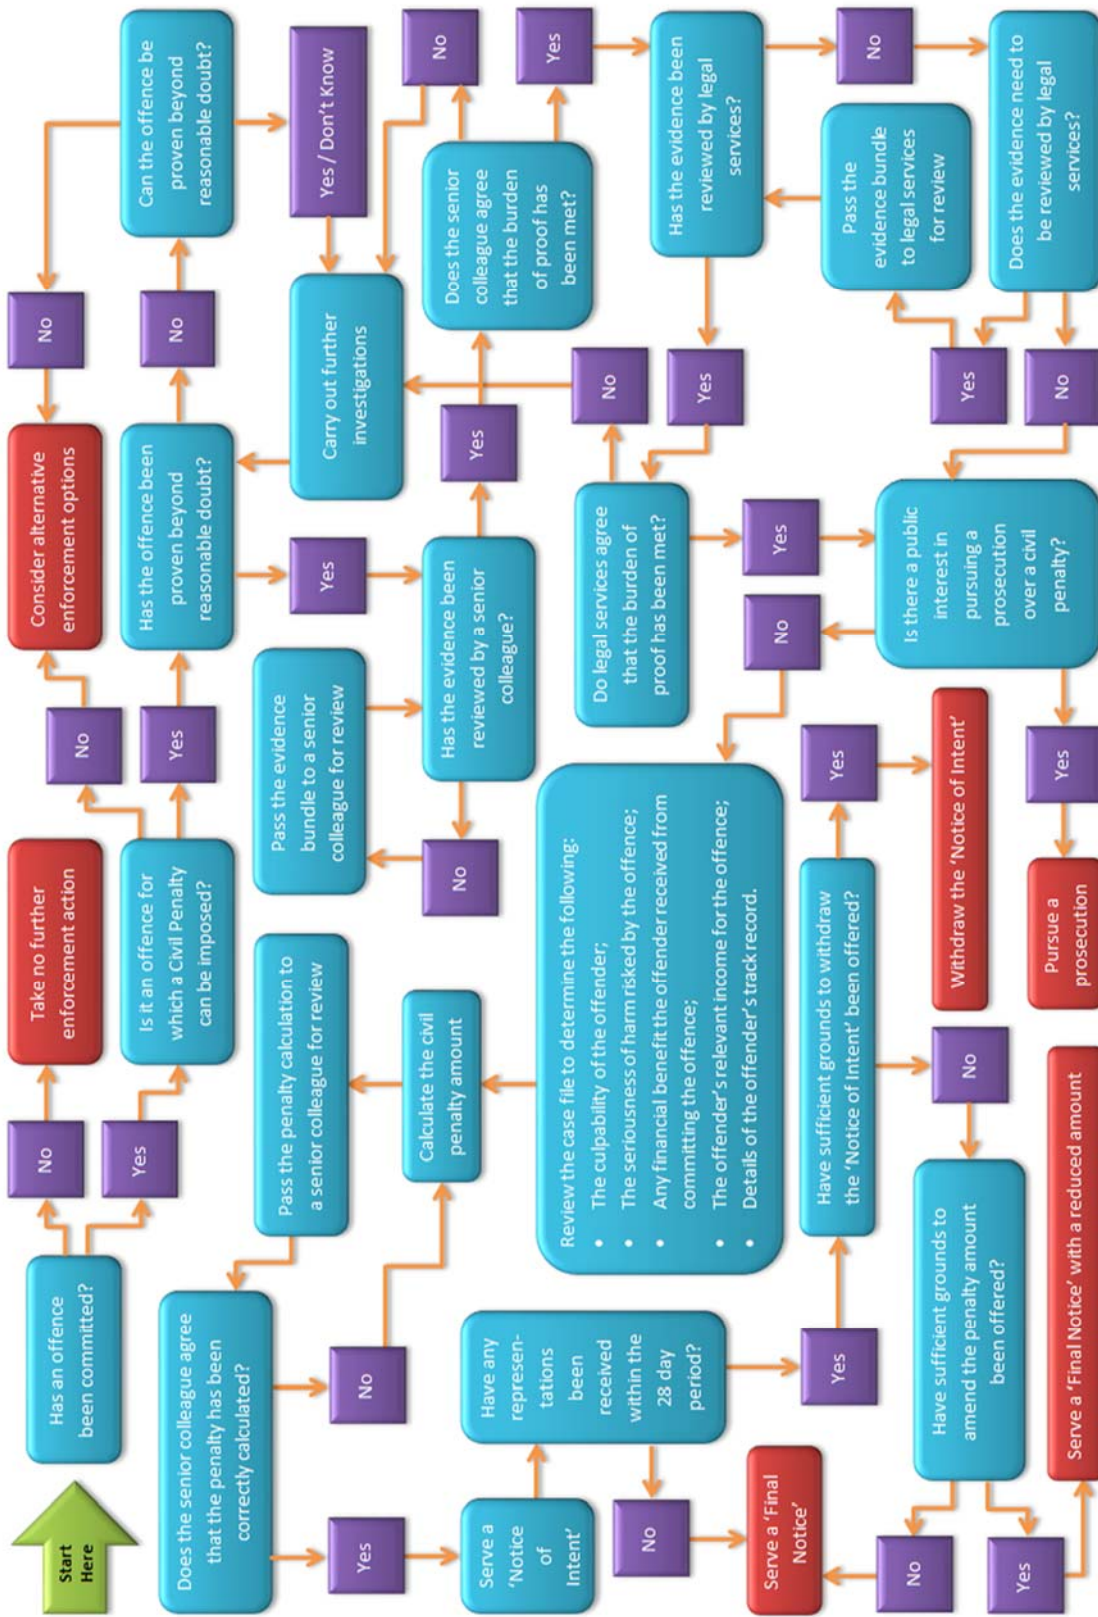 Start
Here
Has an offence
been committed?
No
Take no further
enforcement action
Yes
Is it an offence for
which a Civil Penalty
can be imposed?
No
Consider alternative
enforcement options
Yes
Has the offence been
proven beyond
reasonable doubt?
No
No
Can the offence be
proven beyond
reasonable doubt?
Yes / Don't Know
Carry out further
investigations
Yes
Has the evidence been
reviewed by a senior
colleague?
No
Pass the evidence
bundle to a senior
colleague for review
Yes
Does the senior
colleague agree
that the burden
of proof has
been met?
No
Yes
Has the evidence been
reviewed by legal
services?
No
Does the evidence need to
be reviewed by legal
services?
Yes
Pass the
evidence bundle
to legal services
for review
No
Yes
Do legal services agree
that the burden of
proof has been met?
No
Yes
Is there a public
interest in
pursuing a
prosecution
over a civil
penalty?
Yes
Pursue a
prosecution
No
Review the case file to determine the following:
• The culpability of the offender;
• The seriousness of harm risked by the offence;
• Any financial benefit the offender received from
committing the offence;
• The offender's relevant income for the offence;
• Details of the offender's track record.
Calculate the civil
penalty amount
Pass the penalty calculation to
a senior colleague for review
Does the senior colleague agree
that the penalty has been
correctly calculated?
No
Yes
Serve a
'Notice of
Intent'
Have any
represen-
tations
been
received
within the
28 day
period?
No
Serve a 'Final
Notice'
Yes
Have sufficient grounds to withdraw
the 'Notice of Intent' been offered?
Yes
Withdraw the 'Notice of Intent'
No
Have sufficient grounds to
amend the penalty amount
been offered?
No
Yes
Serve a 'Final Notice' with a reduced amount